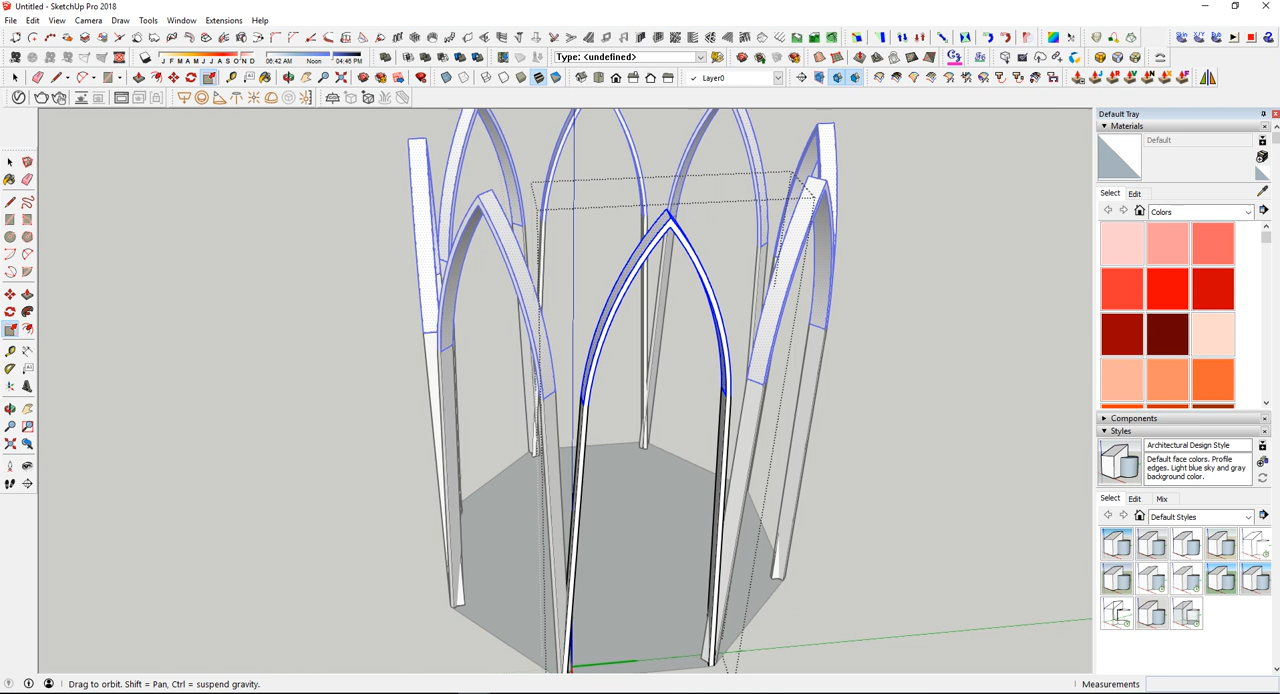 Untitled - SketchUp Pro 2018
File Edit View Camera Draw Tools Window Extensions Help
J F M A M J J A S O N D 06:42 AM Noon 04:46 PM Type: <undefined>
Layer0
Default Tray
Materials
Default
Select Edit
Colors
Components
Styles
Architectural Design Style
Default face colors. Profile
edges. Light blue sky and gray
background color.
Select Edit Mix
Default Styles
Drag to orbit. Shift = Pan, Ctrl = suspend gravity.
Measurements